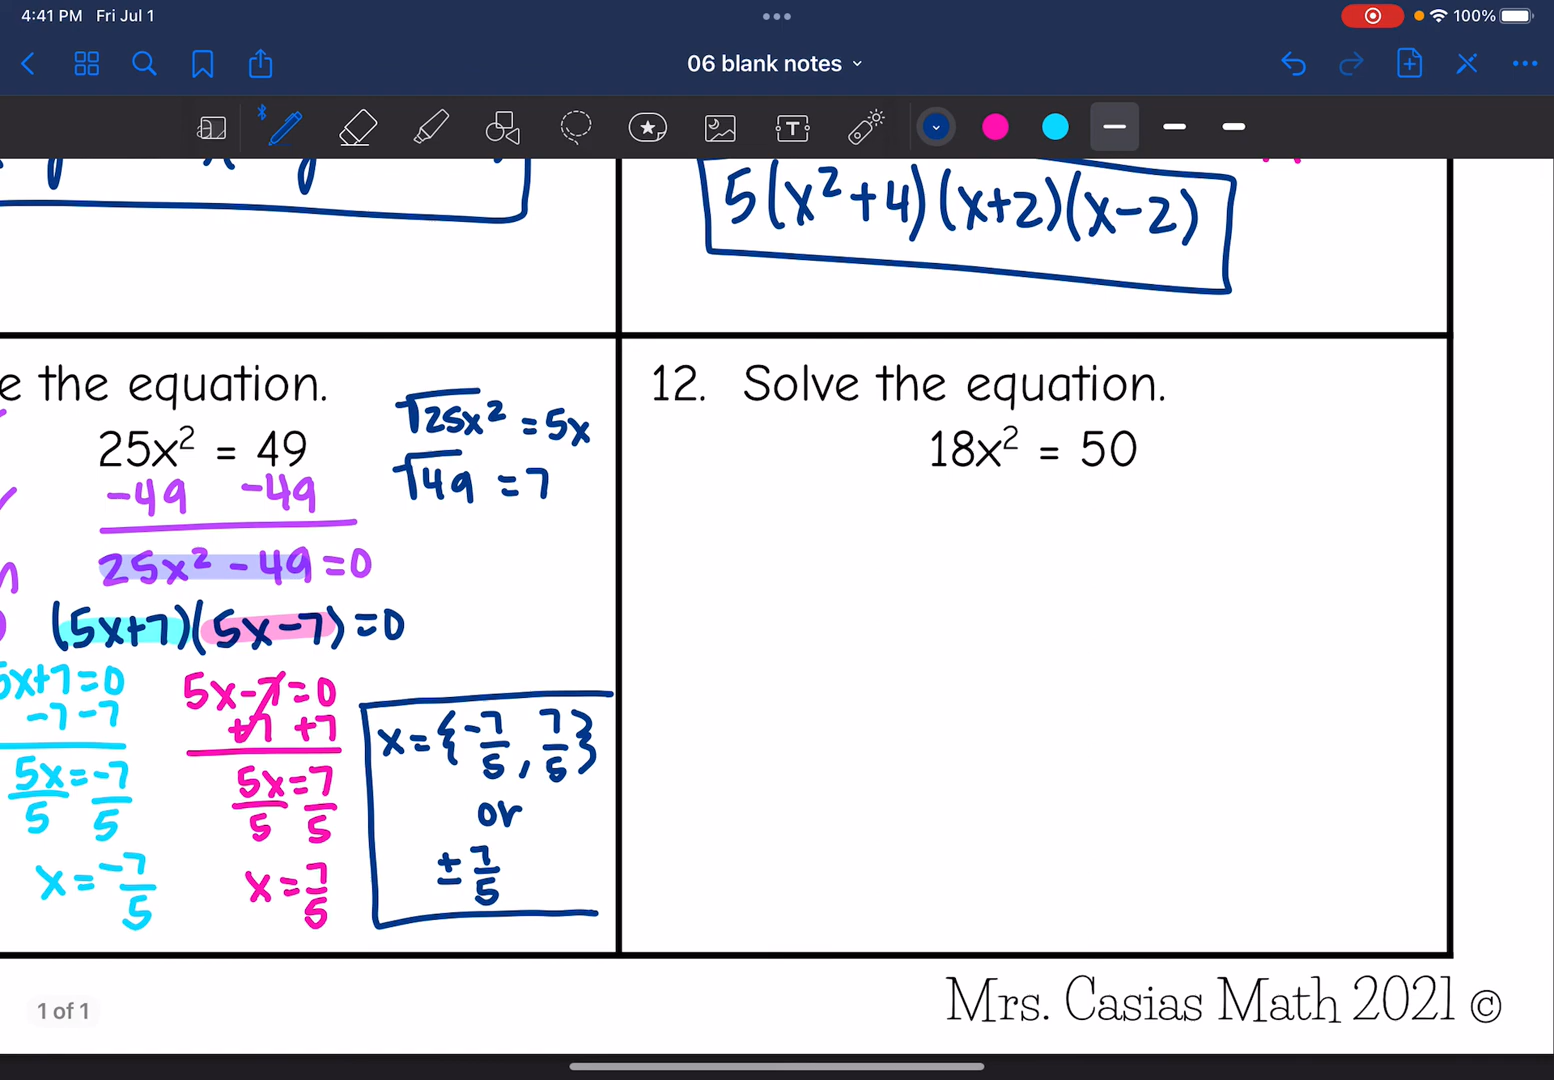 4:41 PM Fri Jul 1
100%
06 blank notes
T
5(x²+4)(x+2)(x-2)
e the equation.
25x² = 49
-49 -49
25x² - 49 = 0
(5x+7)(5x-7) = 0
5x+7=0
-7 -7
5x = -7
5 5
x = -7/5
5x-7=0
+7 +7
5x = 7
5 5
x = 7/5
√25x² = 5x
√49 = 7
x = {-7/5, 7/5}
or
± 7/5
12. Solve the equation.
18x² = 50
1 of 1
Mrs. Casias Math 2021 ©